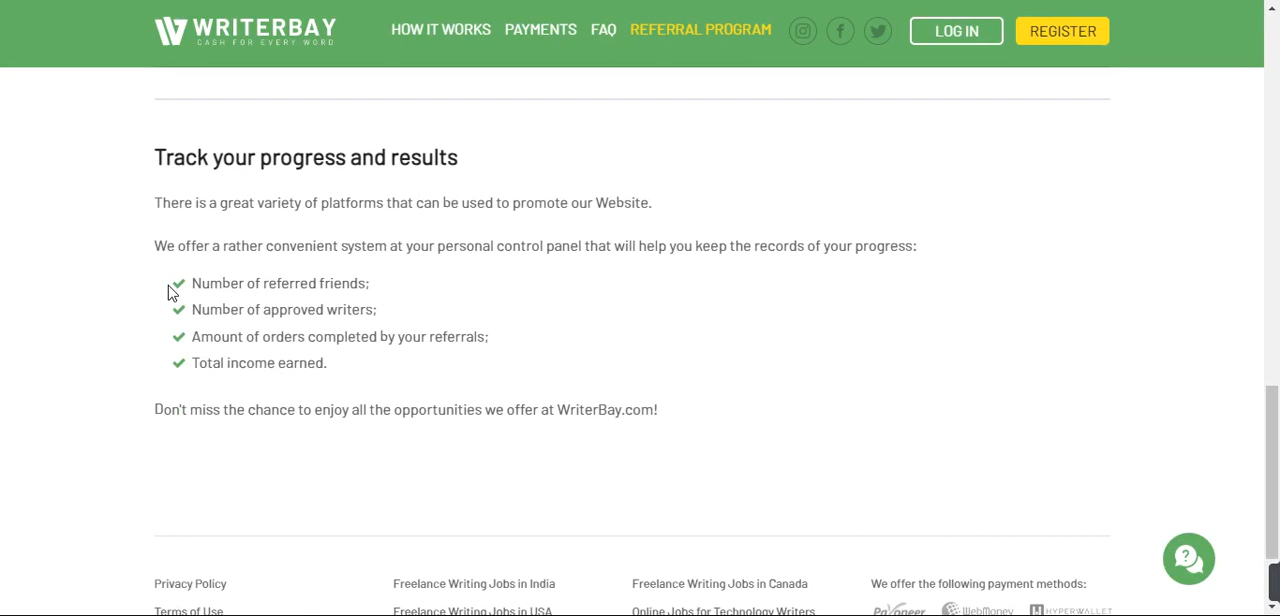 WRITERBAY
CASH FOR EVERY WORD
HOW IT WORKS PAYMENTS FAQ REFERRAL PROGRAM LOG IN REGISTER
Track your progress and results
There is a great variety of platforms that can be used to promote our Website.
We offer a rather convenient system at your personal control panel that will help you keep the records of your progress:
Number of referred friends;
Number of approved writers;
Amount of orders completed by your referrals;
Total income earned.
Don't miss the chance to enjoy all the opportunities we offer at WriterBay.com!
Privacy Policy Freelance Writing Jobs in India Freelance Writing Jobs in Canada We offer the following payment methods:
Terms of Use Freelance Writing Jobs in USA Online Jobs for Technology Writers Payoneer WebMoney HYPERWALLET